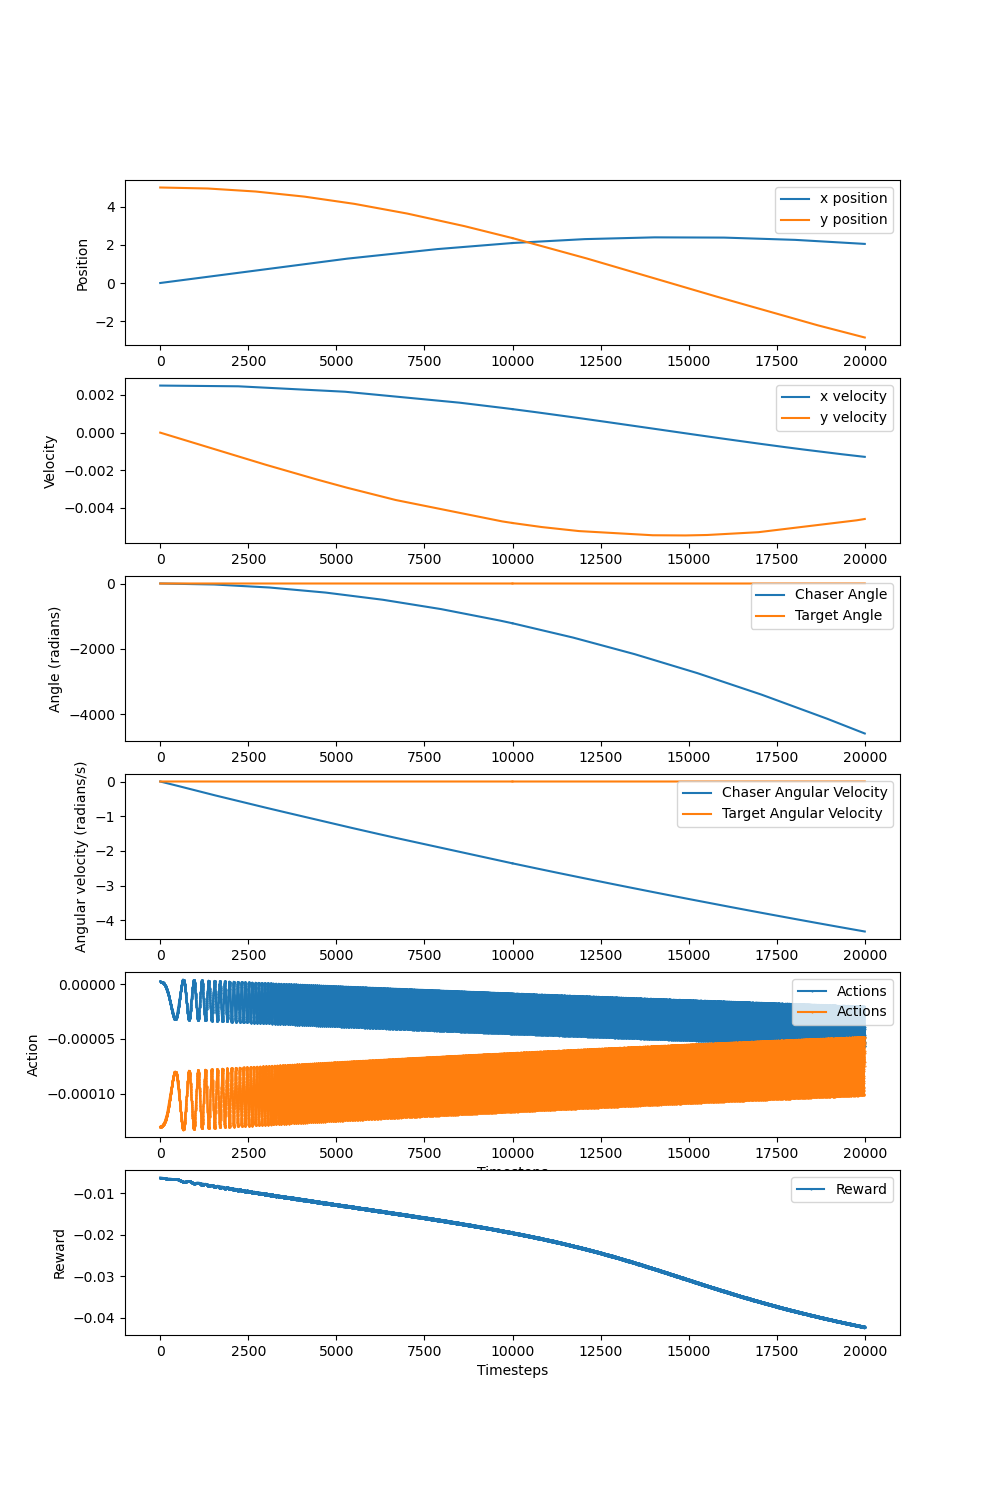 x position
y position
Position
4
2
0
−2
0 2500 5000 7500 10000 12500 15000 17500 20000
x velocity
y velocity
Velocity
0.002
0.000
−0.002
−0.004
0 2500 5000 7500 10000 12500 15000 17500 20000
Chaser Angle
Target Angle
Angle (radians)
0
−2000
−4000
0 2500 5000 7500 10000 12500 15000 17500 20000
Chaser Angular Velocity
Target Angular Velocity
Angular velocity (radians/s)
0
−1
−2
−3
−4
0 2500 5000 7500 10000 12500 15000 17500 20000
Actions
Actions
Action
0.00000
−0.00005
−0.00010
0 2500 5000 7500 10000 12500 15000 17500 20000
Timesteps
Reward
Reward
−0.01
−0.02
−0.03
−0.04
0 2500 5000 7500 10000 12500 15000 17500 20000
Timesteps